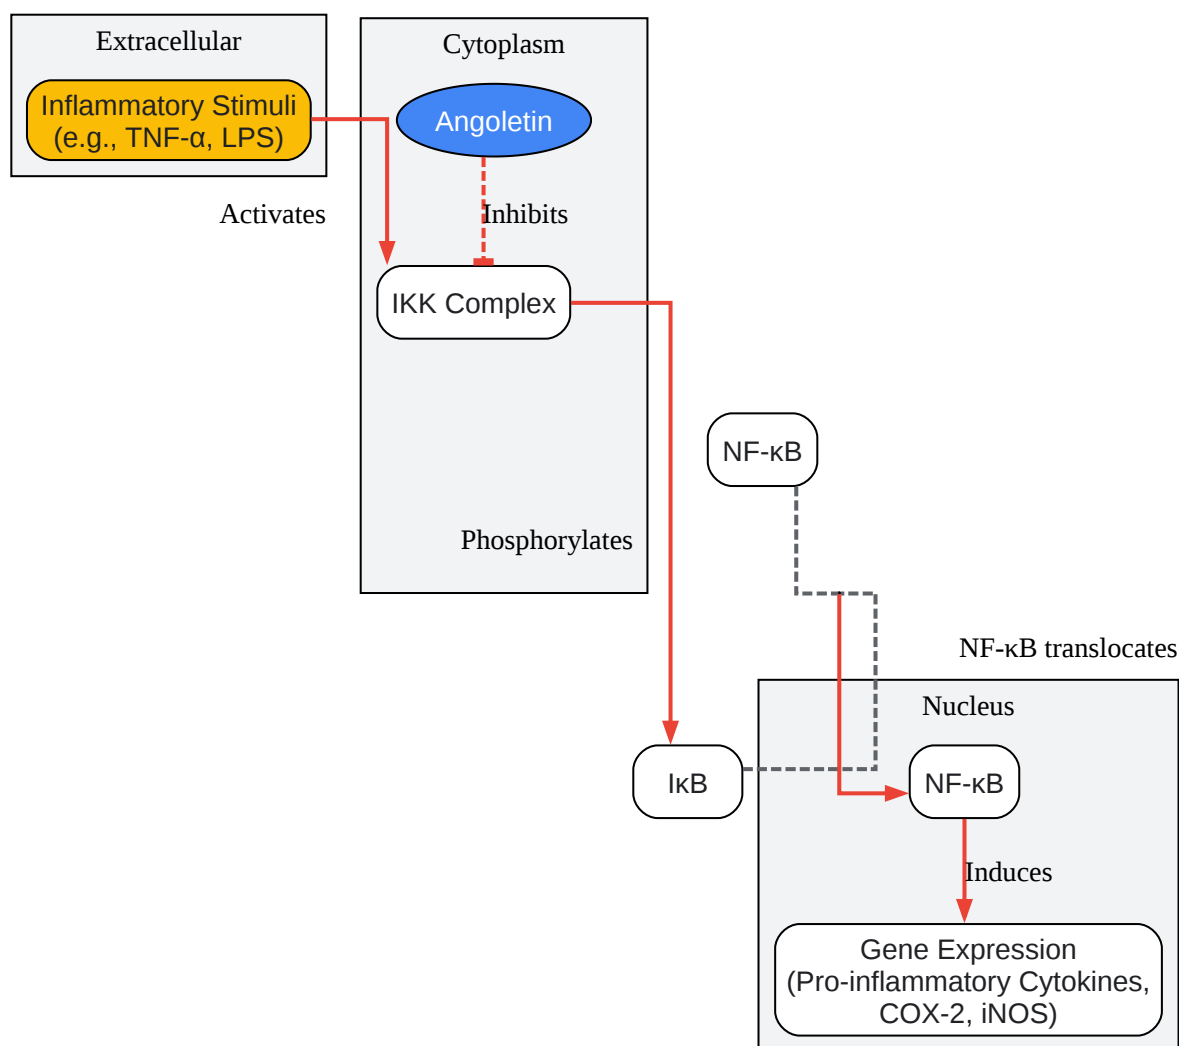 Extracellular
Cytoplasm
Inflammatory Stimuli
(e.g., TNF-α, LPS)
Angoletin
Activates
Inhibits
IKK Complex
NF-κB
Phosphorylates
NF-κB translocates
Nucleus
IκB
NF-κB
Induces
Gene Expression
(Pro-inflammatory Cytokines,
COX-2, iNOS)